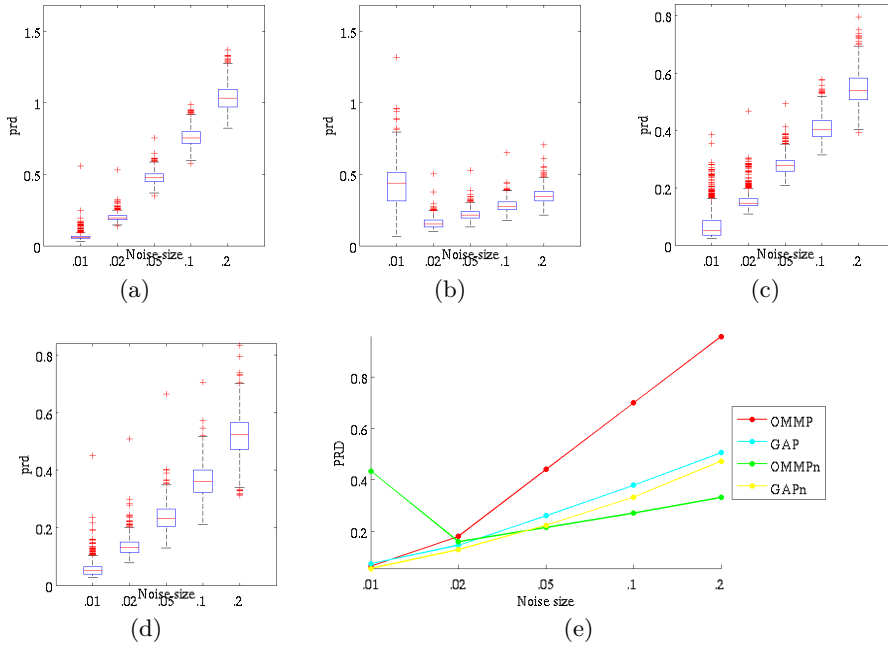 1.5
1
0.5
0
prd
Noise-size
.01 .02 .05 .1 .2
(a)
1.5
1
0.5
0
prd
Noise-size
.01 .02 .05 .1 .2
(b)
0.8
0.6
0.4
0.2
0
prd
Noise-size
.01 .02 .05 .1 .2
(c)
0.8
0.6
0.4
0.2
0
prd
Noise-size
.01 .02 .05 .1 .2
(d)
0.8
0.6
0.4
0.2
PRD
.01 .02 .05 .1 .2
Noise size
OMMP
GAP
OMMPn
GAPn
(e)